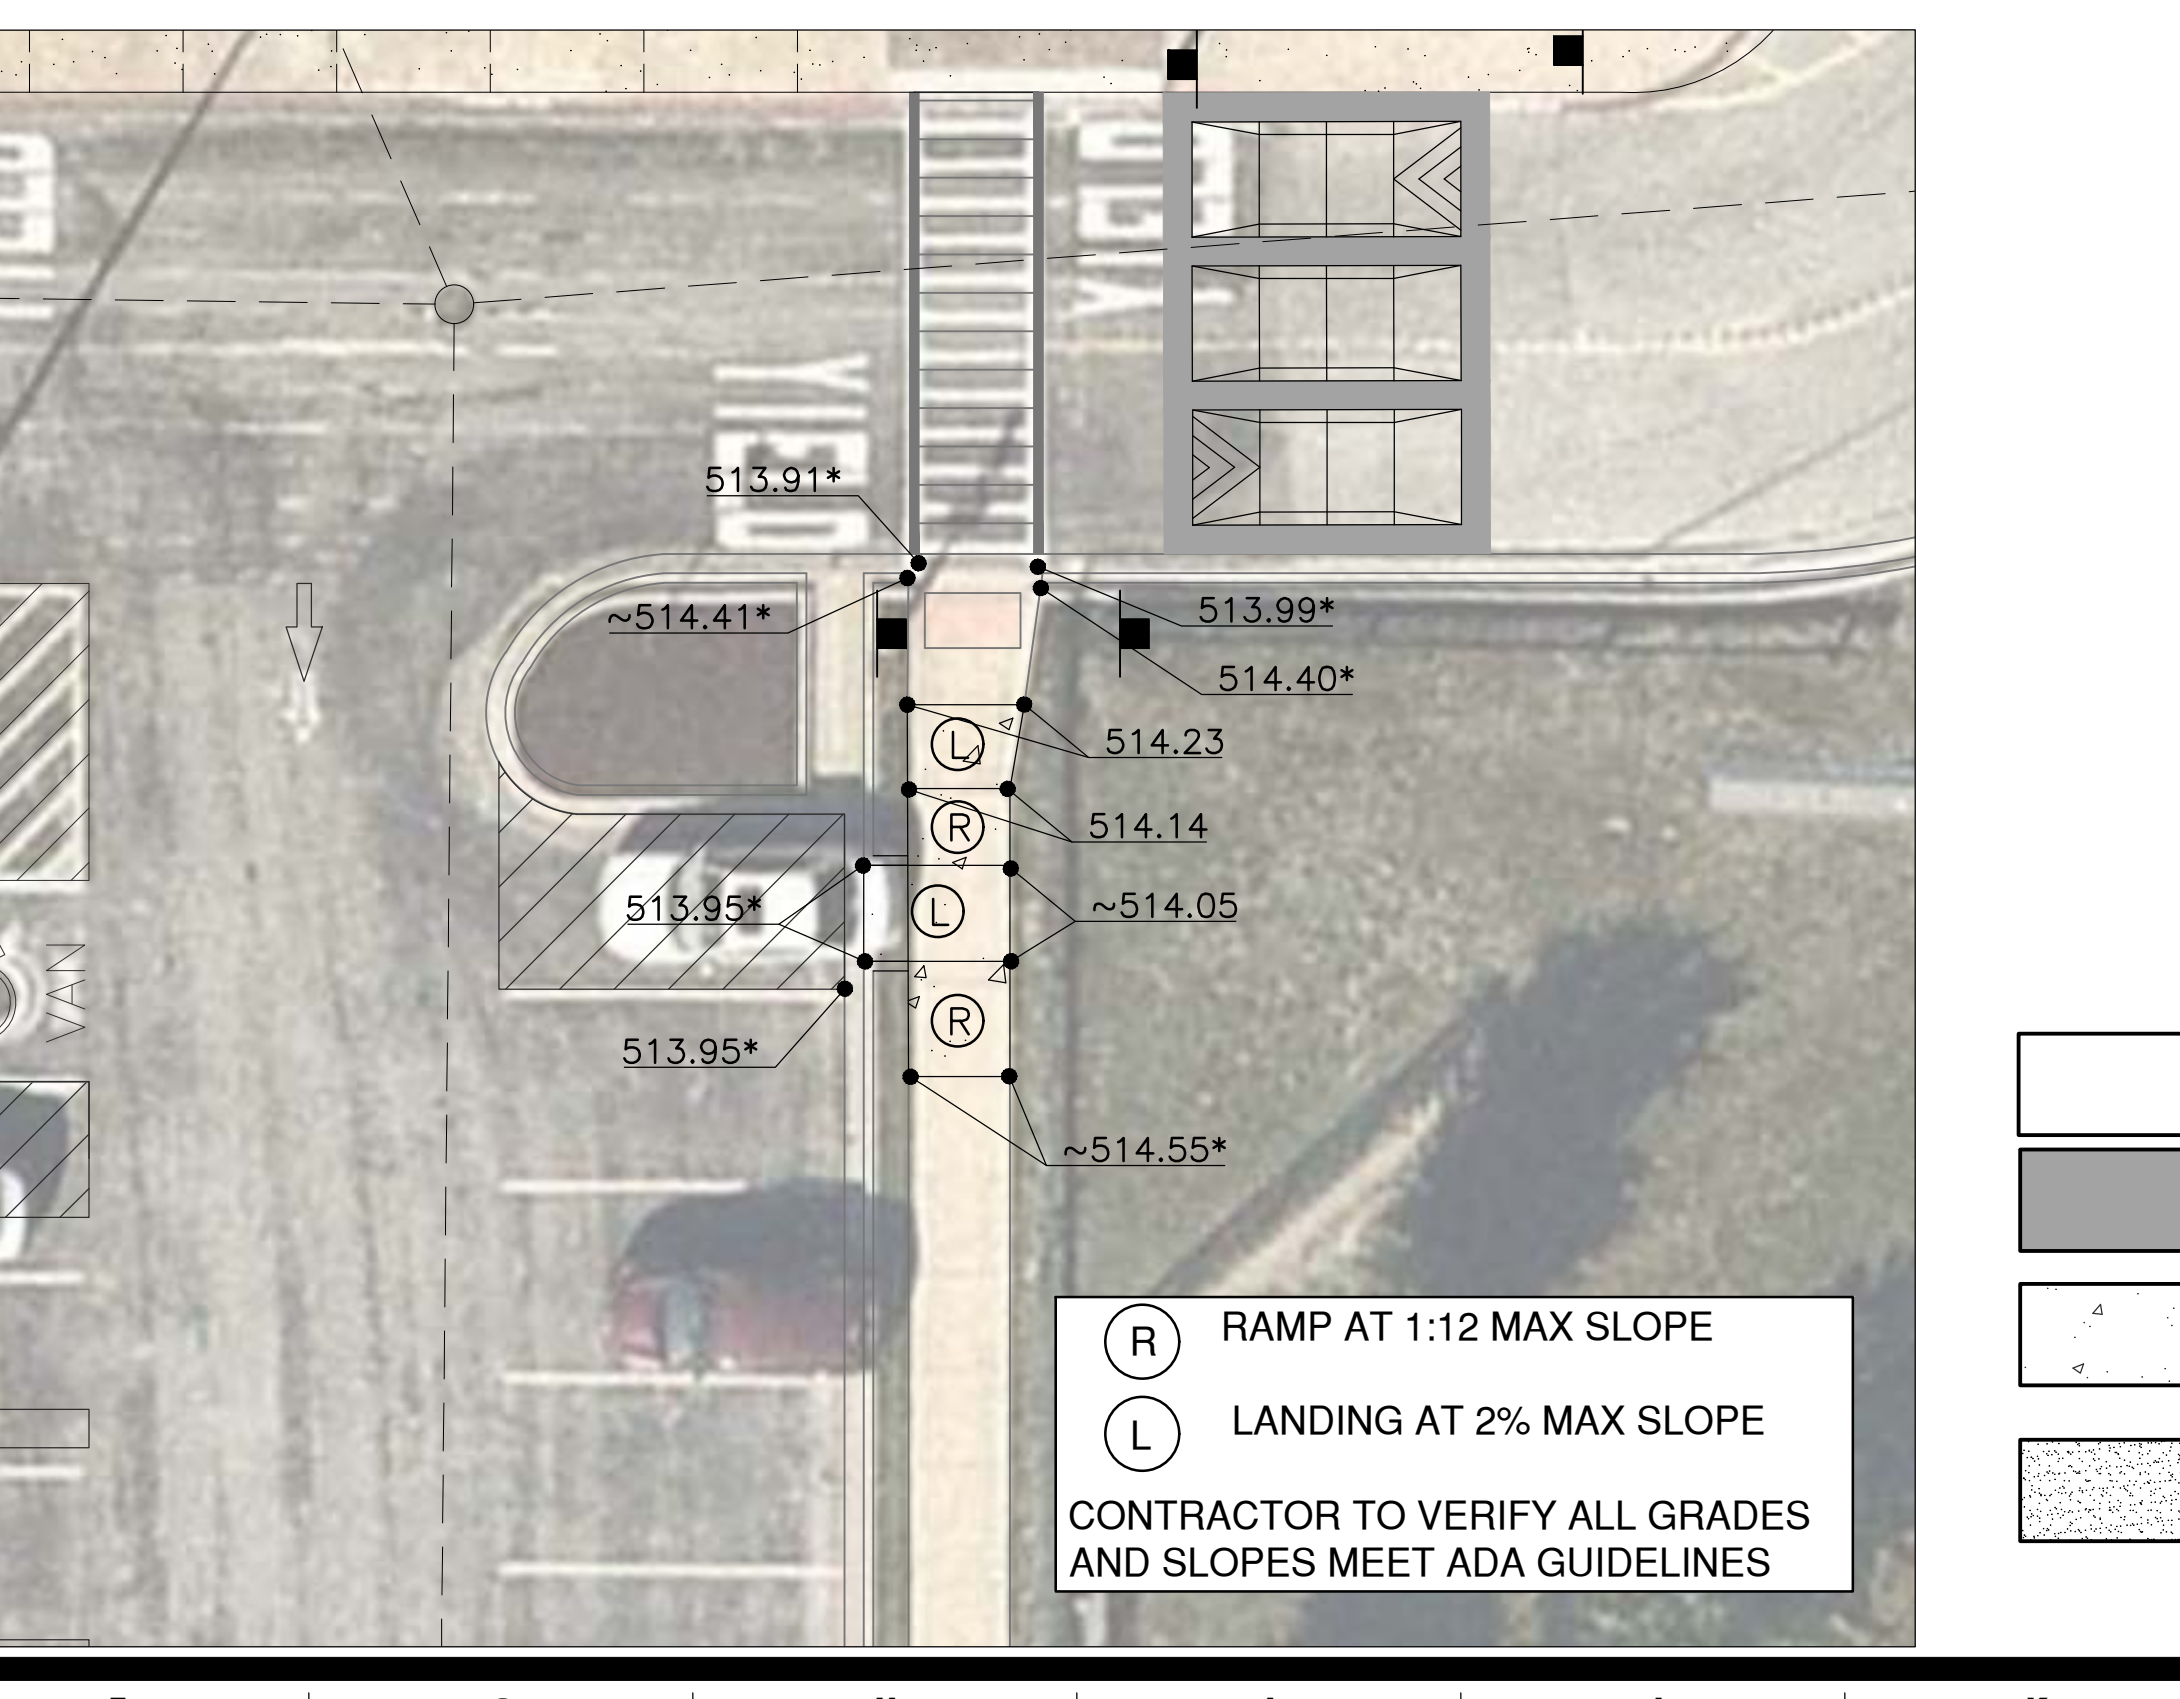 513.91*
~514.41*
513.99*
514.40*
L
514.23
R
514.14
513.95*
L
~514.05
VAN
R
513.95*
~514.55*
R RAMP AT 1:12 MAX SLOPE
L LANDING AT 2% MAX SLOPE
CONTRACTOR TO VERIFY ALL GRADES
AND SLOPES MEET ADA GUIDELINES